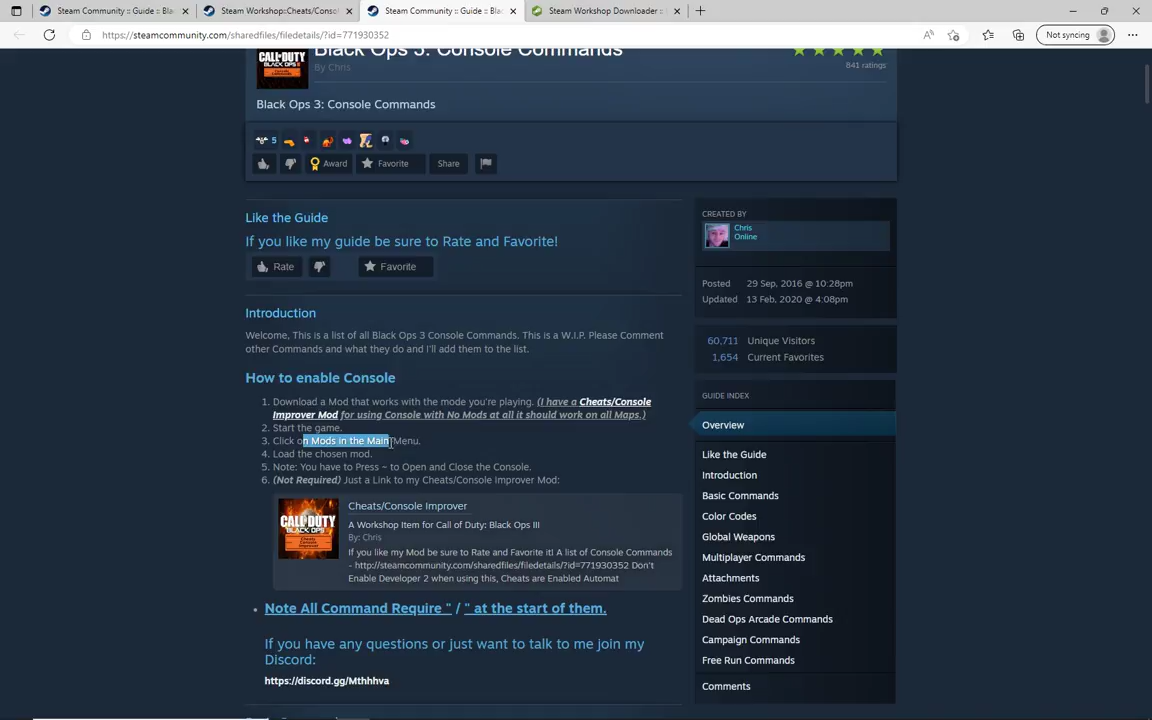 Steam Community :: Guide :: Bla
Steam Workshop::Cheats/Consol
Steam Community :: Guide :: Bla
Steam Workshop Downloader ::
https://steamcommunity.com/sharedfiles/filedetails/?id=771930352
Not syncing
Black Ops 3: Console Commands
By Chris
841 ratings
Black Ops 3: Console Commands
5
Award
Favorite
Share
Like the Guide
If you like my guide be sure to Rate and Favorite!
Rate
Favorite
Introduction
Welcome, This is a list of all Black Ops 3 Console Commands. This is a W.I.P. Please Comment
other Commands and what they do and I'll add them to the list.
How to enable Console
1. Download a Mod that works with the mode you're playing. (I have a Cheats/Console
Improver Mod for using Console with No Mods at all it should work on all Maps.)
2. Start the game.
3. Click on Mods in the Main Menu.
4. Load the chosen mod.
5. Note: You have to Press ~ to Open and Close the Console.
6. (Not Required) Just a Link to my Cheats/Console Improver Mod:
CALL OF DUTY
Cheats/Console Improver
A Workshop Item for Call of Duty: Black Ops III
By: Chris
If you like my Mod be sure to Rate and Favorite it! A list of Console Commands
- http://steamcommunity.com/sharedfiles/filedetails/?id=771930352 Don't
Enable Developer 2 when using this, Cheats are Enabled Automat
• Note All Command Require " / " at the start of them.
If you have any questions or just want to talk to me join my
Discord:
https://discord.gg/Mthhhva
CREATED BY
Chris
Online
Posted 29 Sep, 2016 @ 10:28pm
Updated 13 Feb, 2020 @ 4:08pm
60,711 Unique Visitors
1,654 Current Favorites
GUIDE INDEX
Overview
Like the Guide
Introduction
Basic Commands
Color Codes
Global Weapons
Multiplayer Commands
Attachments
Zombies Commands
Dead Ops Arcade Commands
Campaign Commands
Free Run Commands
Comments